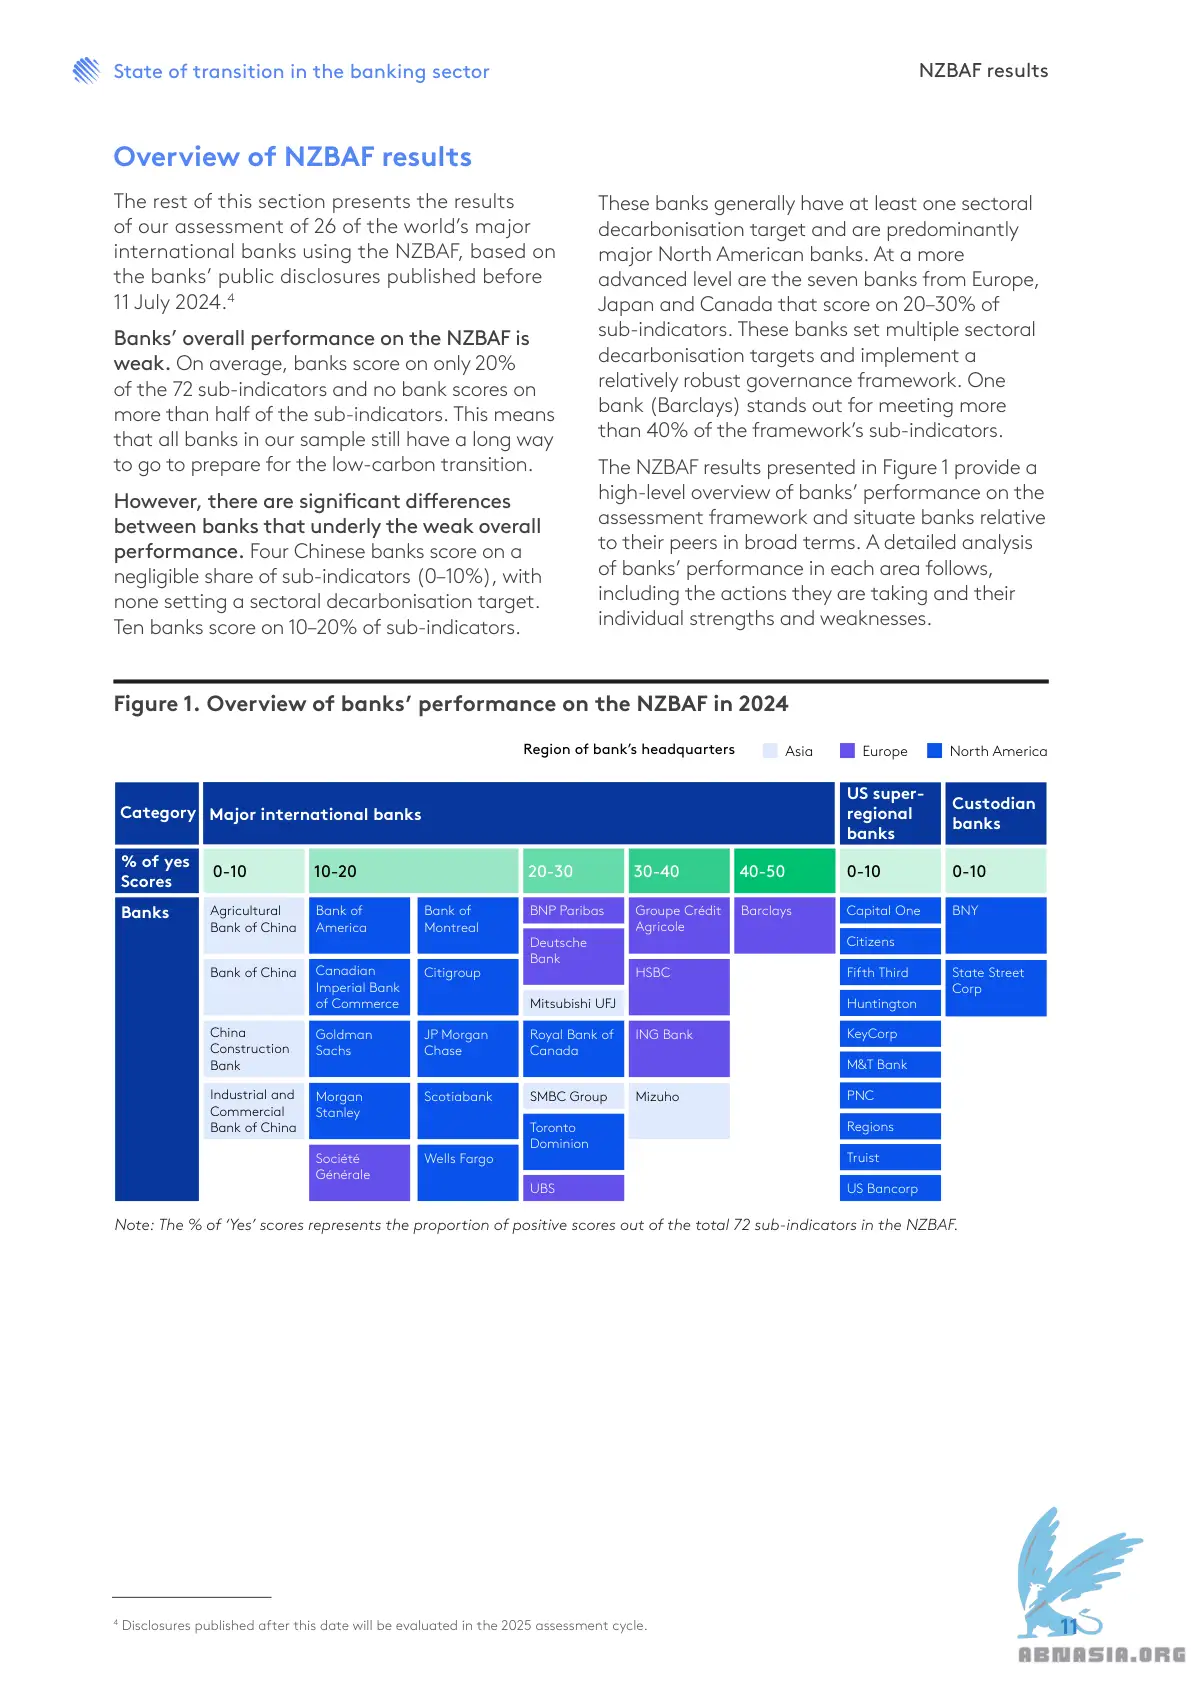 State of transition in the banking sector
NZBAF results
Overview of NZBAF results
The rest of this section presents the results
of our assessment of 26 of the world's major
international banks using the NZBAF, based on
the banks' public disclosures published before
11 July 2024.⁴
Banks' overall performance on the NZBAF is
weak. On average, banks score on only 20%
of the 72 sub-indicators and no bank scores on
more than half of the sub-indicators. This means
that all banks in our sample still have a long way
to go to prepare for the low-carbon transition.
However, there are significant differences
between banks that underly the weak overall
performance. Four Chinese banks score on a
negligible share of sub-indicators (0–10%), with
none setting a sectoral decarbonisation target.
Ten banks score on 10–20% of sub-indicators.
These banks generally have at least one sectoral
decarbonisation target and are predominantly
major North American banks. At a more
advanced level are the seven banks from Europe,
Japan and Canada that score on 20–30% of
sub-indicators. These banks set multiple sectoral
decarbonisation targets and implement a
relatively robust governance framework. One
bank (Barclays) stands out for meeting more
than 40% of the framework's sub-indicators.
The NZBAF results presented in Figure 1 provide a
high-level overview of banks' performance on the
assessment framework and situate banks relative
to their peers in broad terms. A detailed analysis
of banks' performance in each area follows,
including the actions they are taking and their
individual strengths and weaknesses.
Figure 1. Overview of banks' performance on the NZBAF in 2024
Region of bank's headquarters
Asia
Europe
North America
Category
Major international banks
US super-
regional
banks
Custodian
banks
% of yes
Scores
0-10
10-20
20-30
30-40
40-50
0-10
0-10
Banks
Agricultural
Bank of China
Bank of China
China
Construction
Bank
Industrial and
Commercial
Bank of China
Bank of
America
Canadian
Imperial Bank
of Commerce
Goldman
Sachs
Morgan
Stanley
Société
Générale
Bank of
Montreal
Citigroup
JP Morgan
Chase
Scotiabank
Wells Fargo
BNP Paribas
Deutsche
Bank
Mitsubishi UFJ
Royal Bank of
Canada
SMBC Group
Toronto
Dominion
UBS
Groupe Crédit
Agricole
HSBC
ING Bank
Mizuho
Barclays
Capital One
Citizens
Fifth Third
Huntington
KeyCorp
M&T Bank
PNC
Regions
Truist
US Bancorp
BNY
State Street
Corp
Note: The % of 'Yes' scores represents the proportion of positive scores out of the total 72 sub-indicators in the NZBAF.
⁴ Disclosures published after this date will be evaluated in the 2025 assessment cycle.
11
ABNASIA.ORG